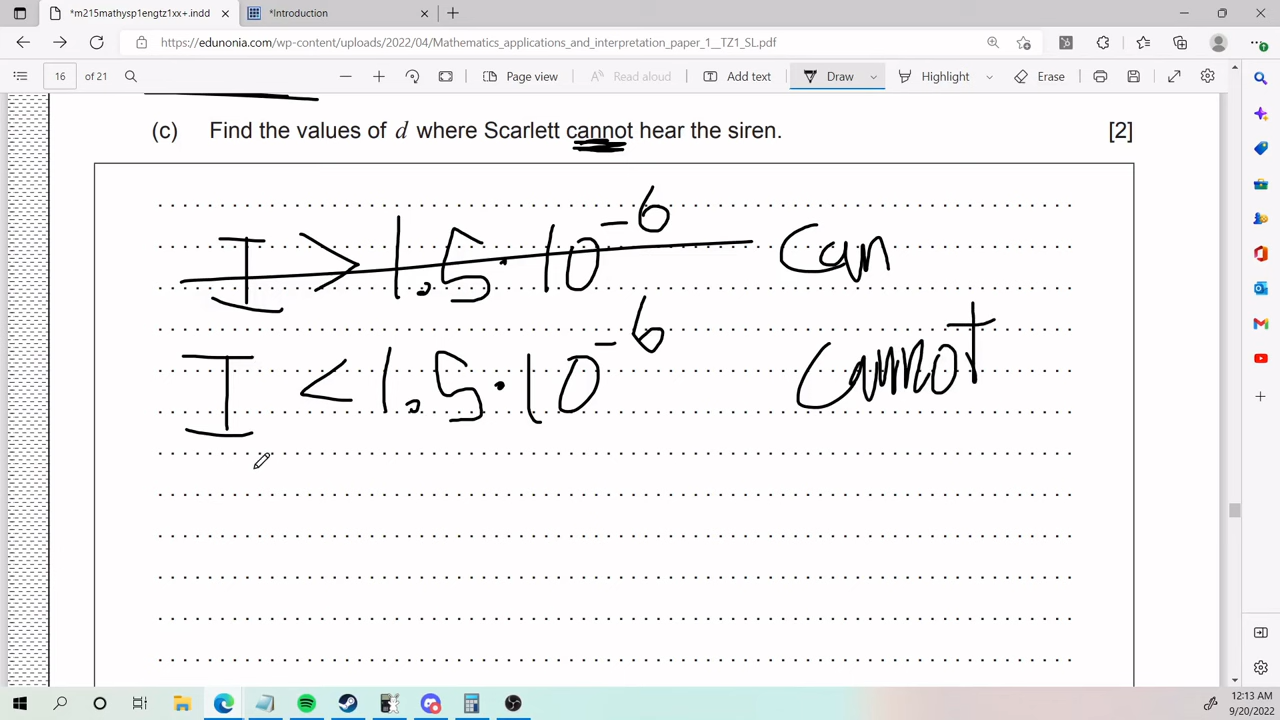 *m215mathysp1engtz1xx+.indd
*Introduction
https://edunonia.com/wp-content/uploads/2022/04/Mathematics_applications_and_interpretation_paper_1__TZ1_SL.pdf
16 of 21
Page view
Read aloud
Add text
Draw
Highlight
Erase
(c) Find the values of d where Scarlett cannot hear the siren. [2]
I > 1.5·10⁻⁶ can
I < 1.5·10⁻⁶ cannot
12:13 AM
9/20/2022